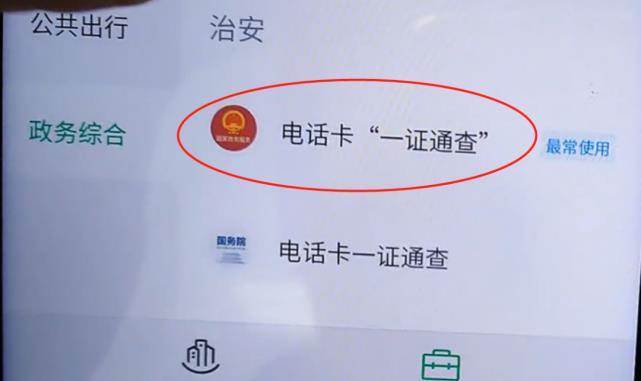 公共出行
治安
政务综合
电话卡“一证通查”
最常使用
国务院
电话卡一证通查